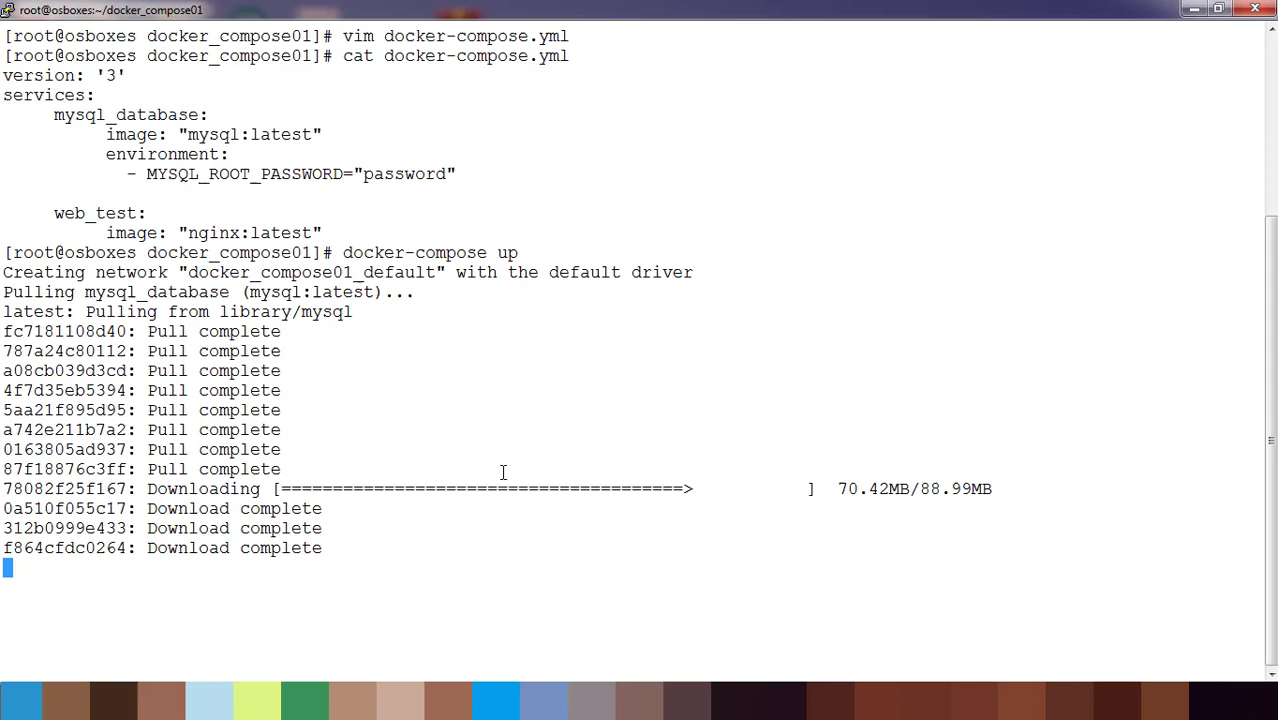 root@osboxes:~/docker_compose01
[root@osboxes docker_compose01]# vim docker-compose.yml
[root@osboxes docker_compose01]# cat docker-compose.yml
version: '3'
services:
     mysql_database:
          image: "mysql:latest"
          environment:
            - MYSQL_ROOT_PASSWORD="password"
     web_test:
          image: "nginx:latest"
[root@osboxes docker_compose01]# docker-compose up
Creating network "docker_compose01_default" with the default driver
Pulling mysql_database (mysql:latest)...
latest: Pulling from library/mysql
fc7181108d40: Pull complete
787a24c80112: Pull complete
a08cb039d3cd: Pull complete
4f7d35eb5394: Pull complete
5aa21f895d95: Pull complete
a742e211b7a2: Pull complete
0163805ad937: Pull complete
87f18876c3ff: Pull complete
78082f25f167: Downloading [=======================================>           ]  70.42MB/88.99MB
0a510f055c17: Download complete
312b0999e433: Download complete
f864cfdc0264: Download complete